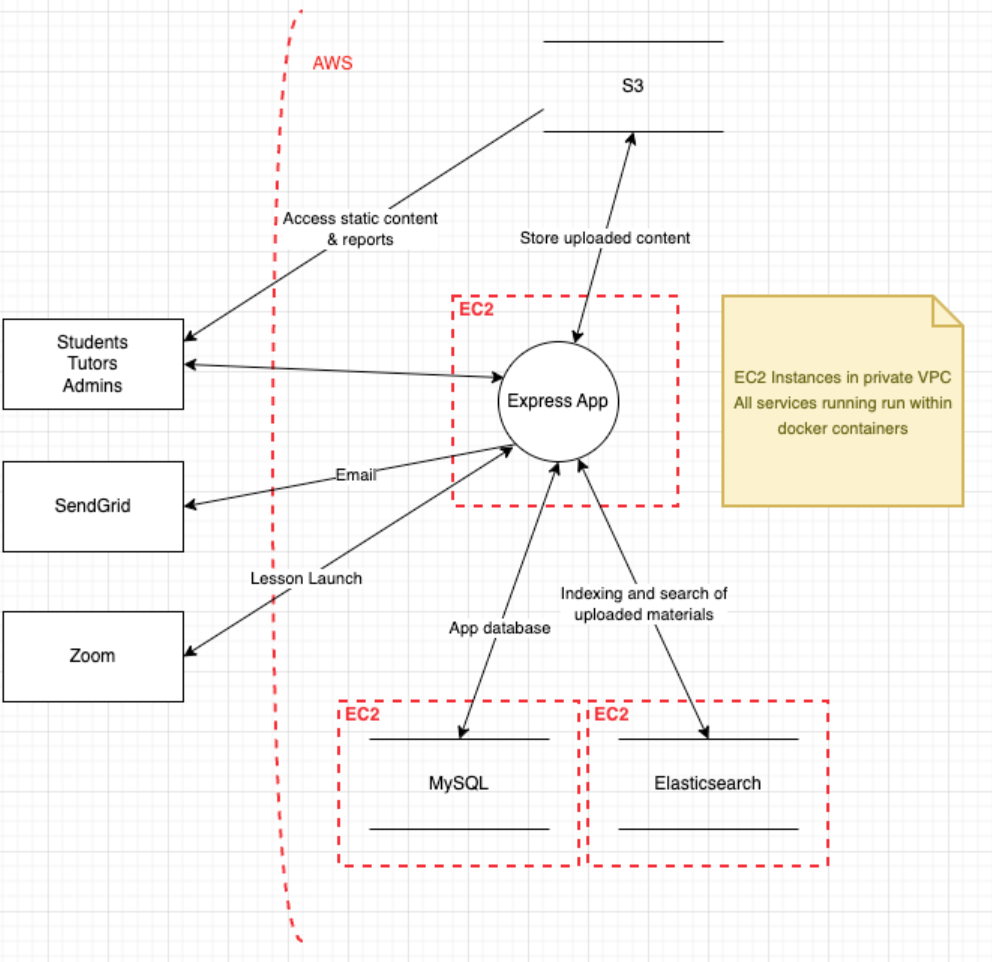 AWS
S3
Access static content
& reports
Store uploaded content
EC2
Students
Tutors
Admins
Express App
EC2 Instances in private VPC
All services running run within
docker containers
Email
SendGrid
Lesson Launch
Indexing and search of
uploaded materials
App database
Zoom
EC2
EC2
MySQL
Elasticsearch